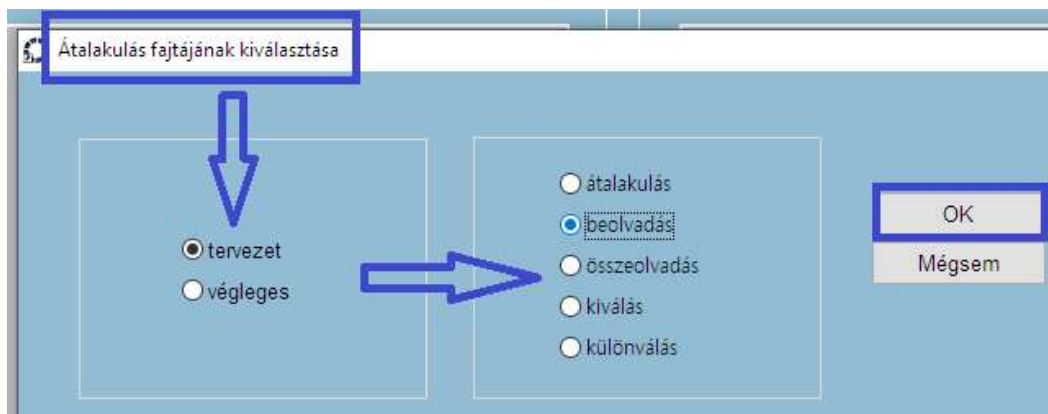 Átalakulás fajtájának kiválasztása
tervezet
végleges
átalakulás
beolvadás
összeolvadás
kiválás
különválás
OK
Mégsem